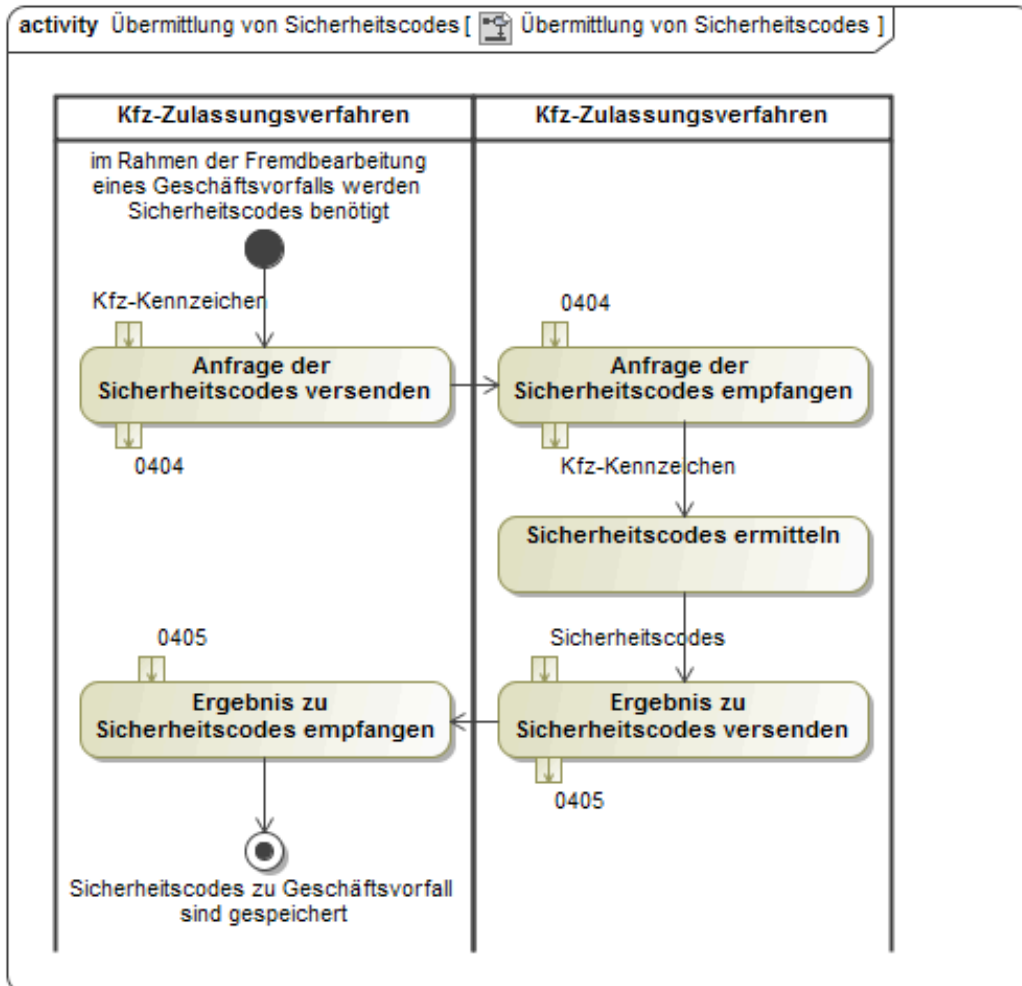 activity Übermittlung von Sicherheitscodes [ Übermittlung von Sicherheitscodes ]
Kfz-Zulassungsverfahren
Kfz-Zulassungsverfahren
im Rahmen der Fremdbearbeitung
eines Geschäftsvorfalls werden
Sicherheitscodes benötigt
Kfz-Kennzeichen
0404
Anfrage der
Sicherheitscodes versenden
Anfrage der
Sicherheitscodes empfangen
0404
Kfz-Kennzeichen
Sicherheitscodes ermitteln
0405
Sicherheitscodes
Ergebnis zu
Sicherheitscodes empfangen
Ergebnis zu
Sicherheitscodes versenden
0405
Sicherheitscodes zu Geschäftsvorfall
sind gespeichert